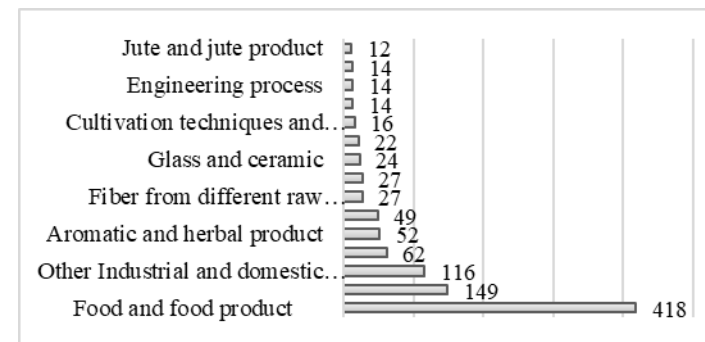 Jute and jute product 12
14
Engineering process 14
14
Cultivation techniques and… 16
22
Glass and ceramic 24
27
Fiber from different raw… 27
49
Aromatic and herbal product 52
62
Other Industrial and domestic… 116
149
Food and food product 418